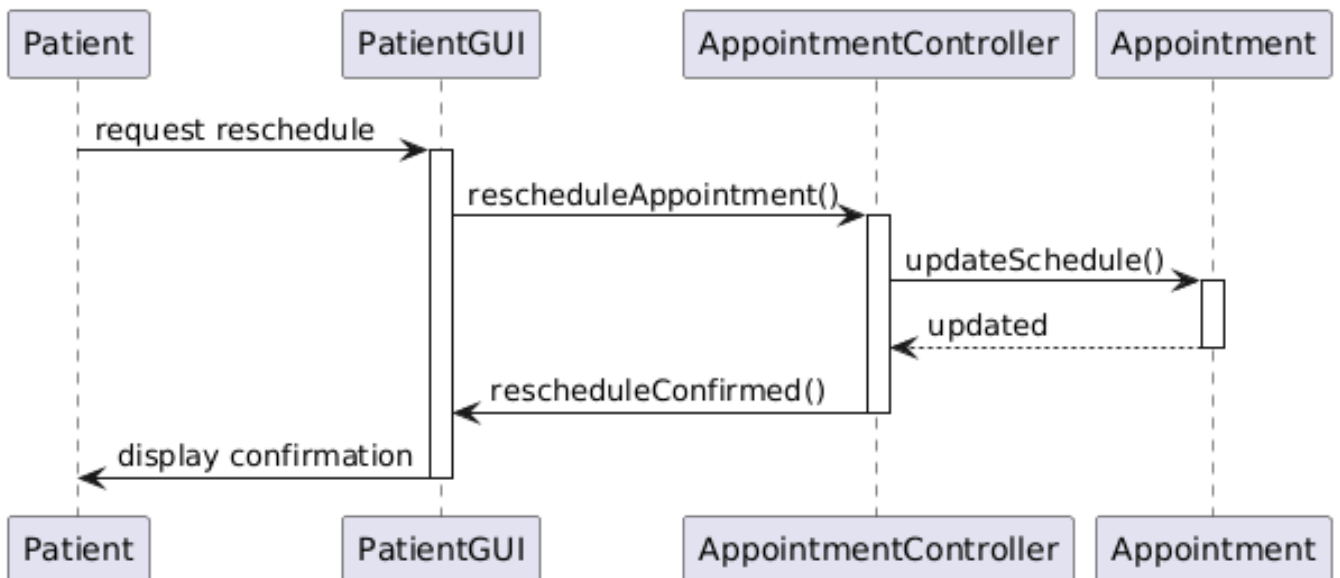 Patient PatientGUI AppointmentController Appointment
request reschedule
rescheduleAppointment()
updateSchedule()
updated
rescheduleConfirmed()
display confirmation
Patient PatientGUI AppointmentController Appointment